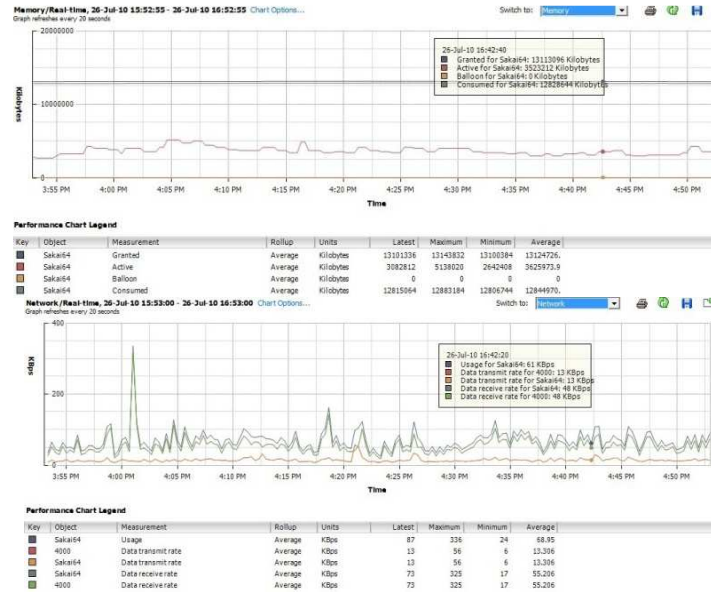 Memory/Real-time, 26-Jul-10 15:52:55 - 26-Jul-10 16:52:55 Chart Options... Switch to: Memory
Graph refreshes every 20 seconds
20000000
10000000
0
Kilobytes
26-Jul-10 16:42:40
Granted for Sakai64: 13113096 Kilobytes
Active for Sakai64: 3523212 Kilobytes
Balloon for Sakai64: 0 Kilobytes
Consumed for Sakai64: 12828644 Kilobytes
3:55 PM 4:00 PM 4:05 PM 4:10 PM 4:15 PM 4:20 PM 4:25 PM 4:30 PM 4:35 PM 4:40 PM 4:45 PM 4:50 PM
Time
Performance Chart Legend
Key Object Measurement Rollup Units Latest Maximum Minimum Average
Sakai64 Granted Average Kilobytes 13101336 13143832 13100384 13124726.
Sakai64 Active Average Kilobytes 3082812 5138020 2642408 3625973.9
Sakai64 Balloon Average Kilobytes 0 0 0 0
Sakai64 Consumed Average Kilobytes 12815064 12883184 12806744 12844970.
Network/Real-time, 26-Jul-10 15:53:00 - 26-Jul-10 16:53:00 Chart Options... Switch to: Network
Graph refreshes every 20 seconds
400
200
0
KBps
26-Jul-10 16:42:20
Usage for Sakai64: 61 KBps
Data transmit rate for 4000: 13 KBps
Data transmit rate for Sakai64: 13 KBps
Data receive rate for Sakai64: 48 KBps
Data receive rate for 4000: 48 KBps
3:55 PM 4:00 PM 4:05 PM 4:10 PM 4:15 PM 4:20 PM 4:25 PM 4:30 PM 4:35 PM 4:40 PM 4:45 PM 4:50 PM
Time
Performance Chart Legend
Key Object Measurement Rollup Units Latest Maximum Minimum Average
Sakai64 Usage Average KBps 87 336 24 68.95
4000 Data transmit rate Average KBps 13 56 6 13.306
Sakai64 Data transmit rate Average KBps 13 56 6 13.306
Sakai64 Data receive rate Average KBps 73 325 17 55.206
4000 Data receive rate Average KBps 73 325 17 55.206